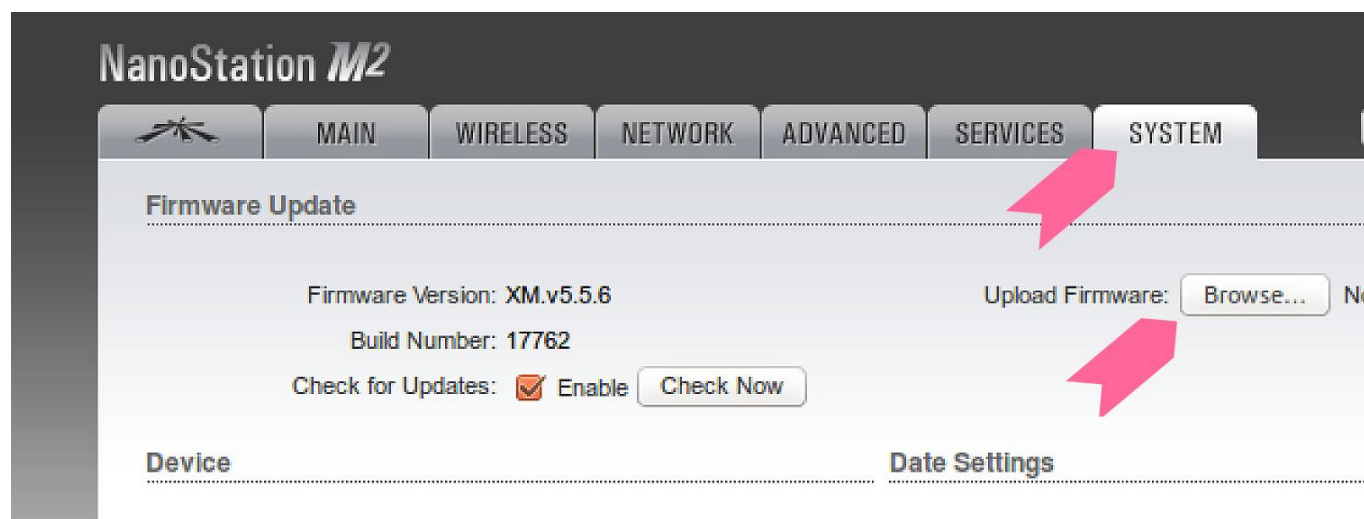 NanoStation M2
MAIN WIRELESS NETWORK ADVANCED SERVICES SYSTEM
Firmware Update
Firmware Version: XM.v5.5.6 Upload Firmware: Browse...
Build Number: 17762
Check for Updates: Enable Check Now
Device Date Settings